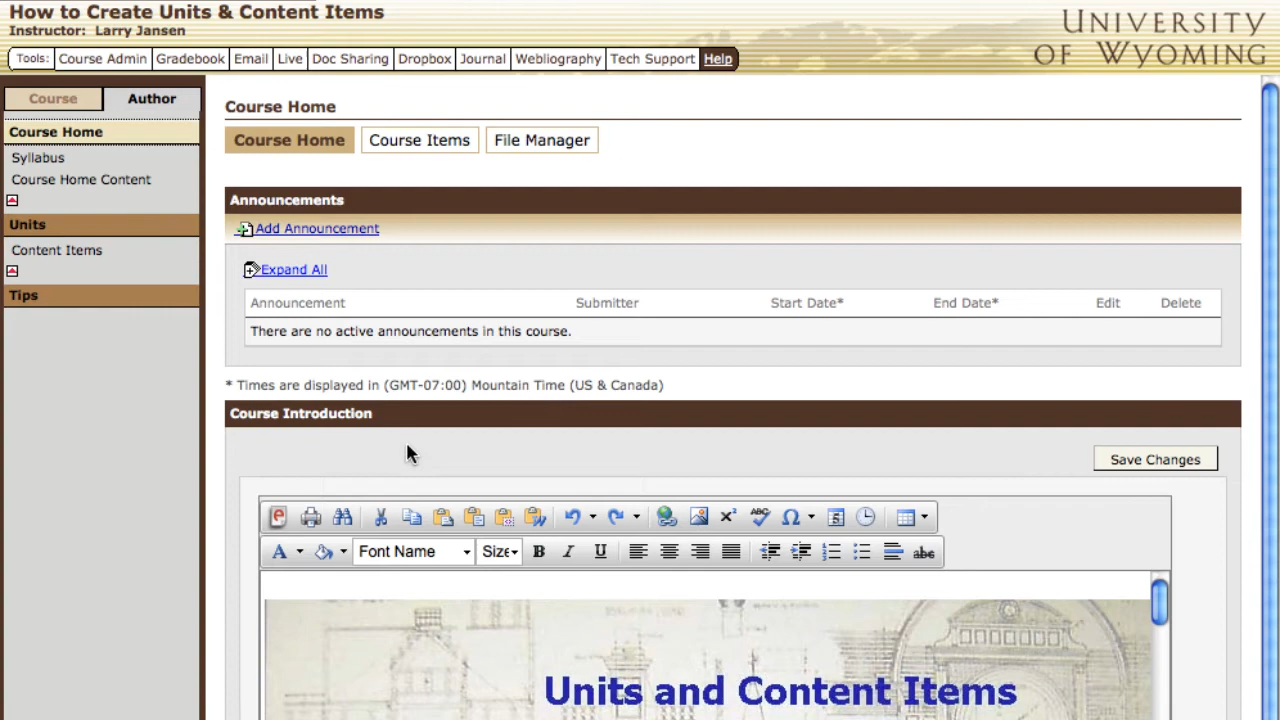 How to Create Units & Content Items
Instructor: Larry Jansen
UNIVERSITY
OF WYOMING
Tools: Course Admin Gradebook Email Live Doc Sharing Dropbox Journal Webliography Tech Support Help
Course Author
Course Home
Syllabus
Course Home Content
Units
Content Items
Tips
Course Home
Course Home Course Items File Manager
Announcements
Add Announcement
Expand All
Announcement Submitter Start Date* End Date* Edit Delete
There are no active announcements in this course.
* Times are displayed in (GMT-07:00) Mountain Time (US & Canada)
Course Introduction
Save Changes
Font Name Size B I U abc
Units and Content Items